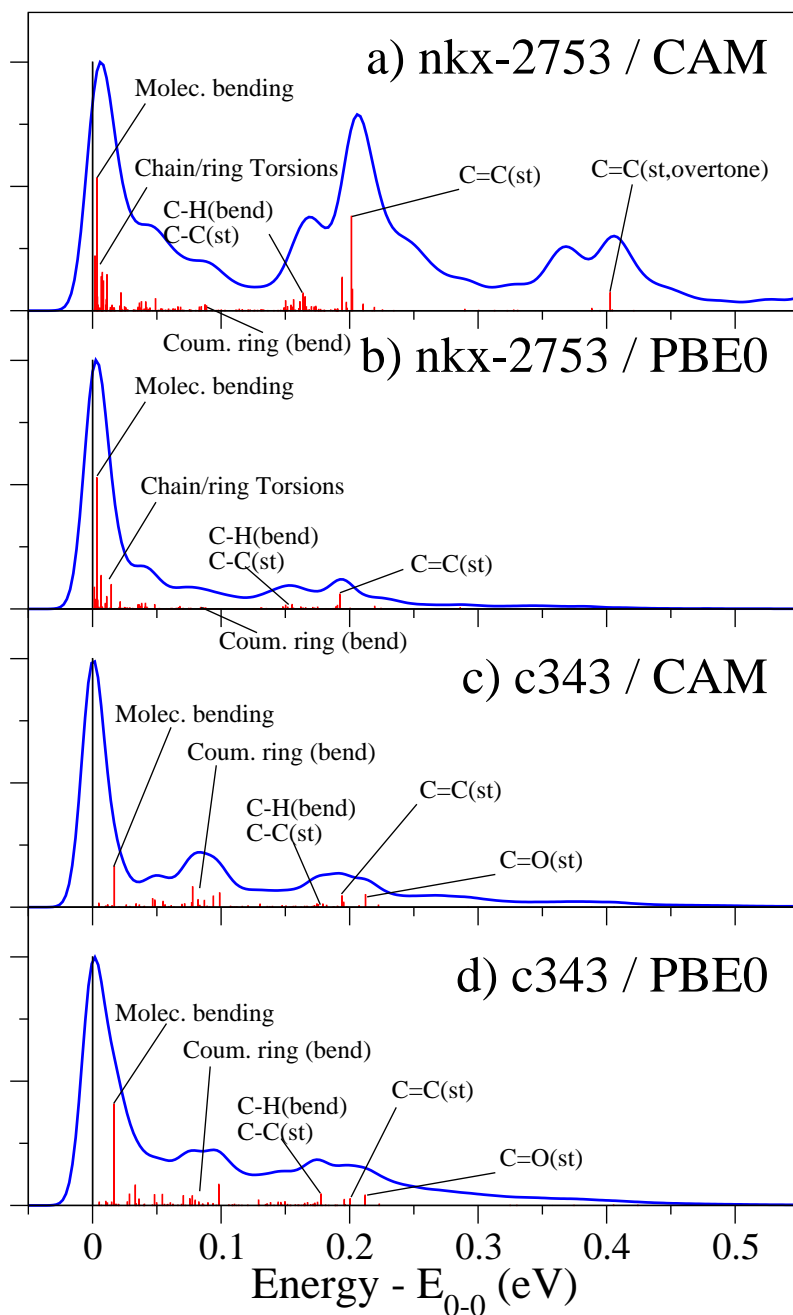 a) nkx-2753 / CAM
Molec. bending
Chain/ring Torsions
C-H(bend)
C-C(st)
C=C(st)
C=C(st,overtone)
Coum. ring (bend)
b) nkx-2753 / PBE0
Molec. bending
Chain/ring Torsions
C-H(bend)
C-C(st)
C=C(st)
Coum. ring (bend)
c) c343 / CAM
Molec. bending
Coum. ring (bend)
C-H(bend)
C-C(st)
C=C(st)
C=O(st)
d) c343 / PBE0
Molec. bending
Coum. ring (bend)
C-H(bend)
C-C(st)
C=C(st)
C=O(st)
0 0.1 0.2 0.3 0.4 0.5
Energy - E0-0 (eV)